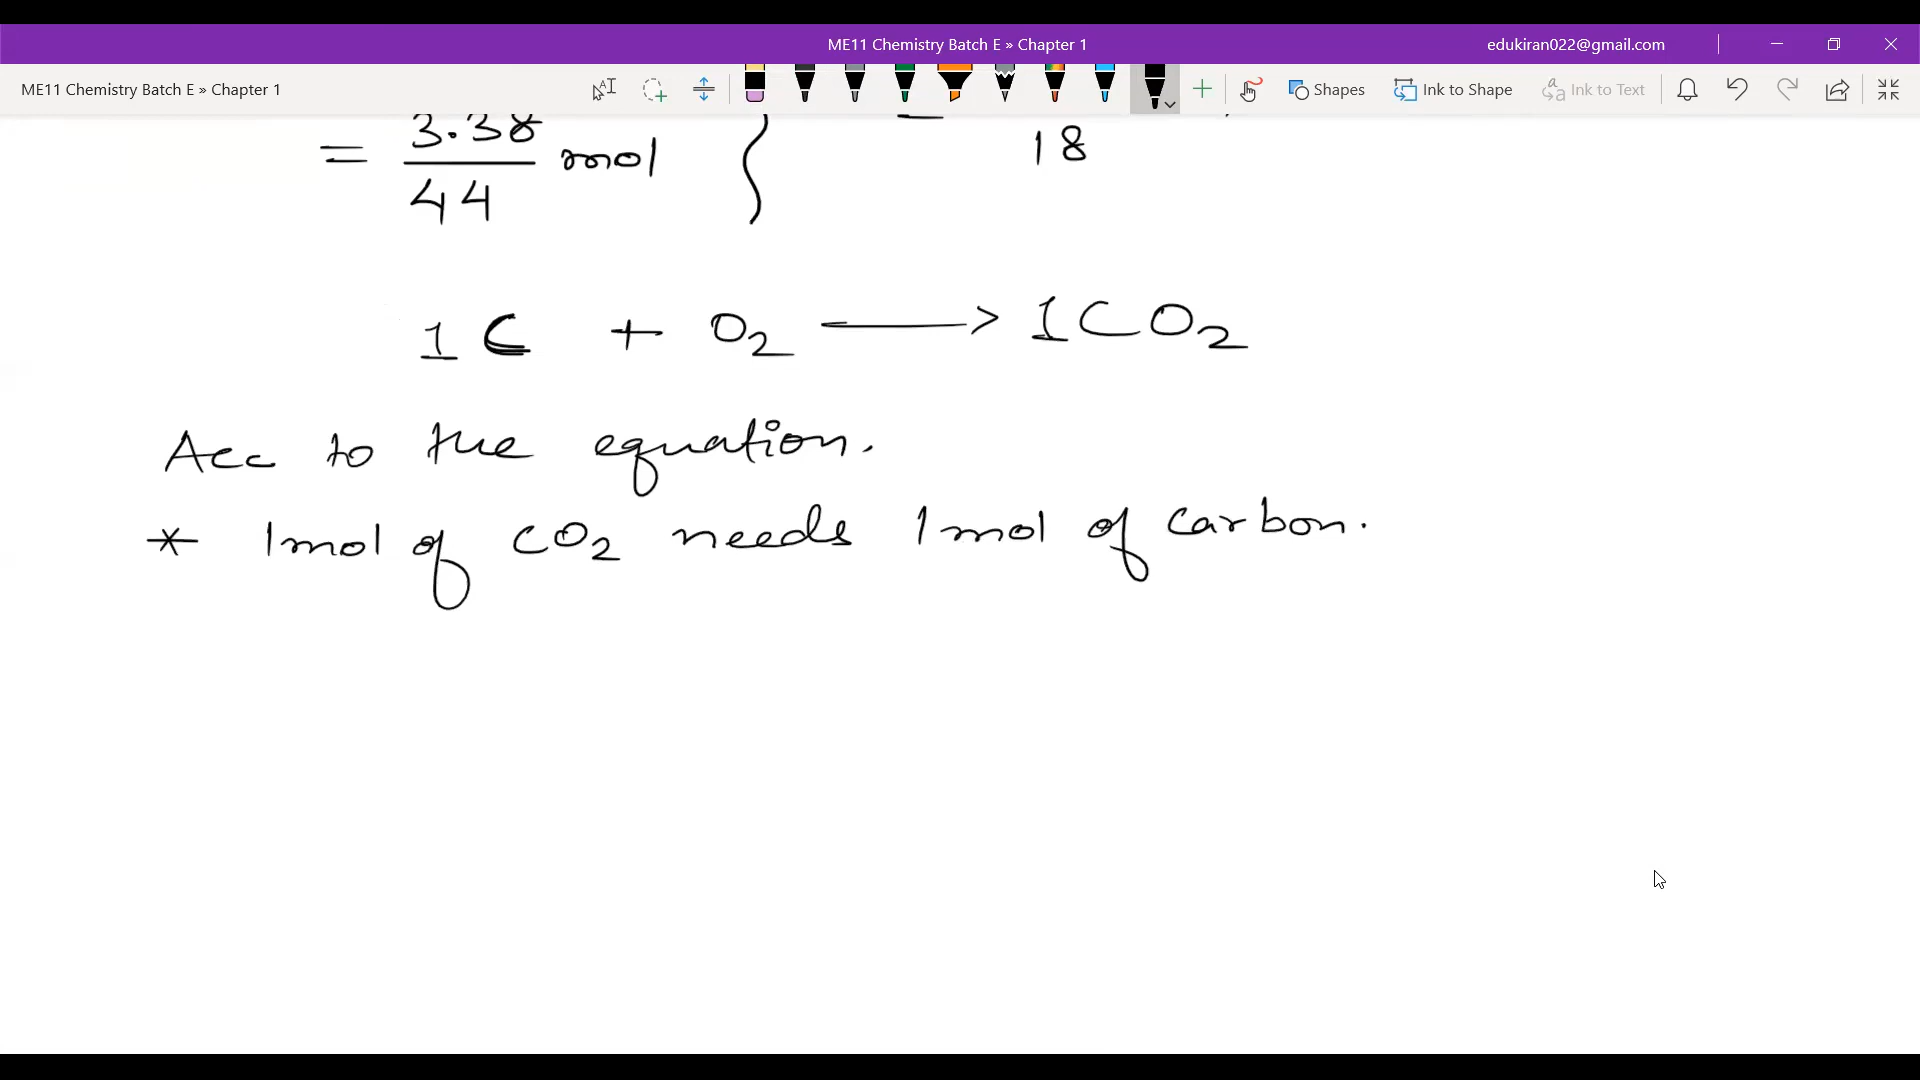 ME11 Chemistry Batch E » Chapter 1
edukiran022@gmail.com
ME11 Chemistry Batch E » Chapter 1
Shapes
Ink to Shape
Ink to Text
= 3.38/44 mol
18
1 C + O₂ ⟶ 1CO₂
Acc to the equation.
* 1mol of CO₂ needs 1mol of carbon.